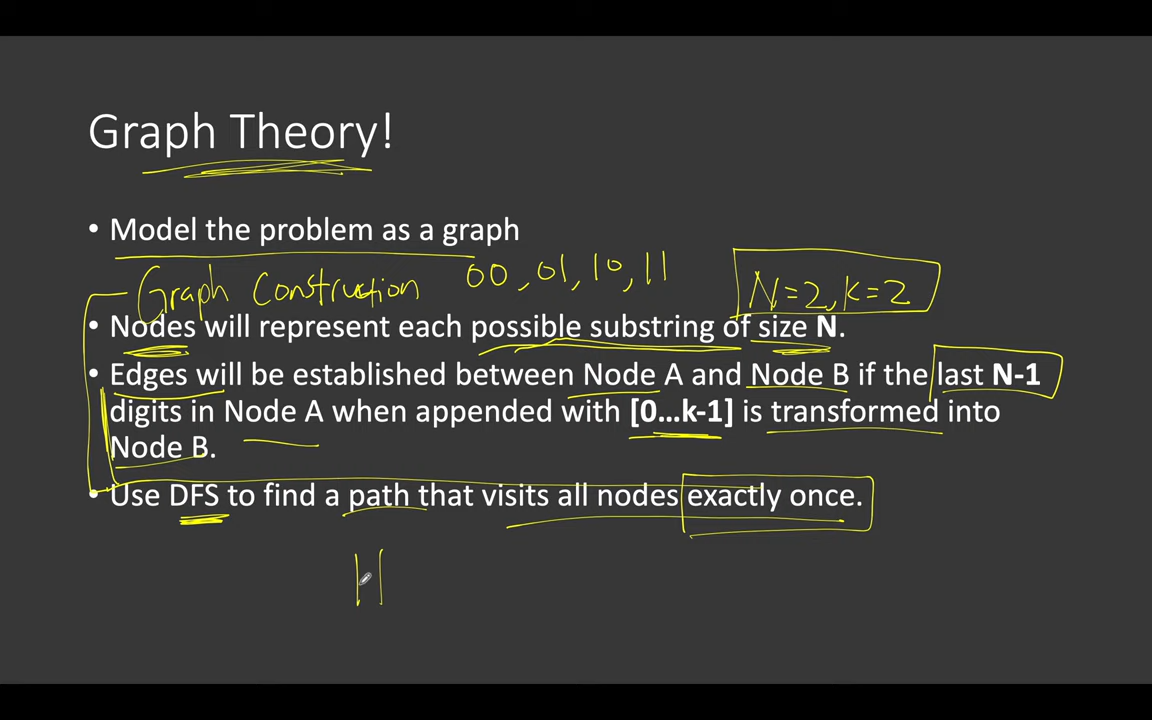 Graph Theory!
• Model the problem as a graph
Graph Construction 00, 01, 10, 11 N=2, k=2
• Nodes will represent each possible substring of size N.
• Edges will be established between Node A and Node B if the last N-1
digits in Node A when appended with [0...k-1] is transformed into
Node B.
• Use DFS to find a path that visits all nodes exactly once.
H